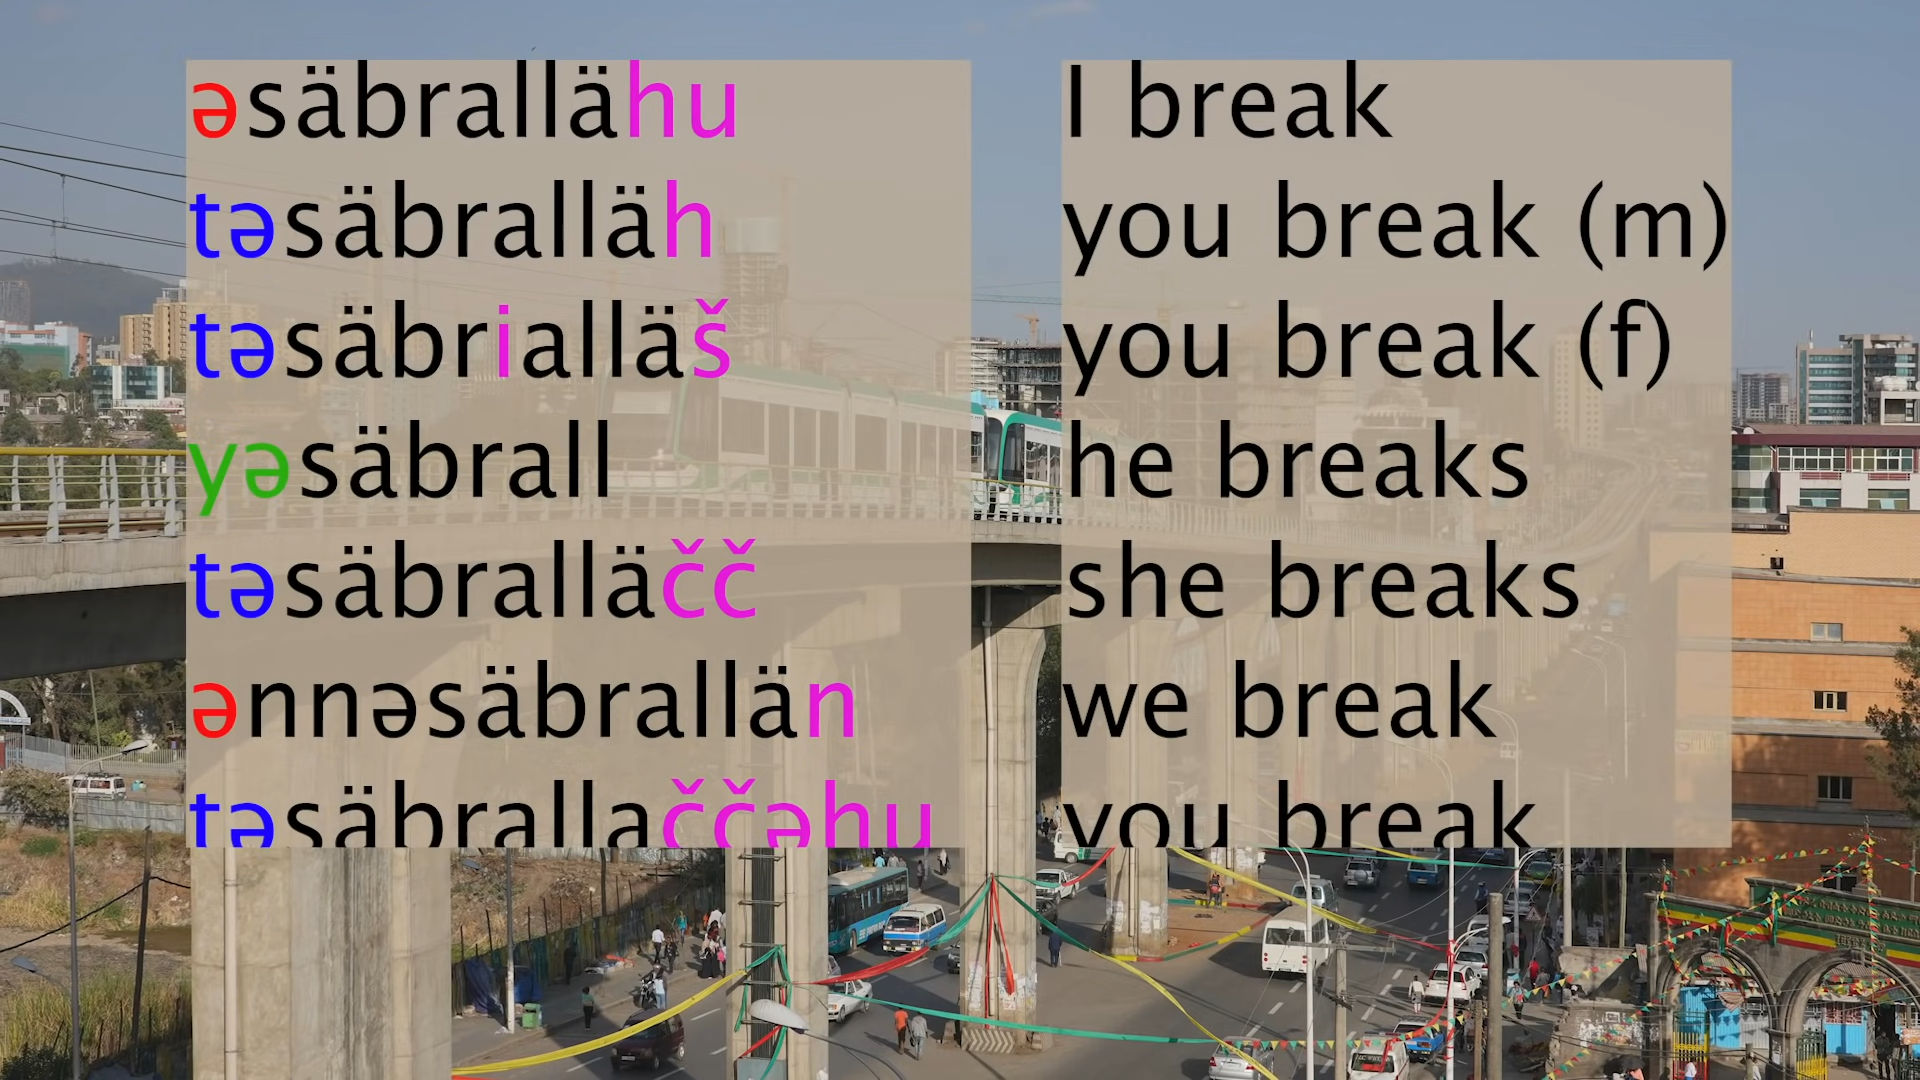 əsäbrallähu I break
təsäbralläh you break (m)
təsäbrialläš you break (f)
yəsäbrall he breaks
təsäbralläčč she breaks
ənnəsäbrallän we break
təsäbrallaččəhu you break